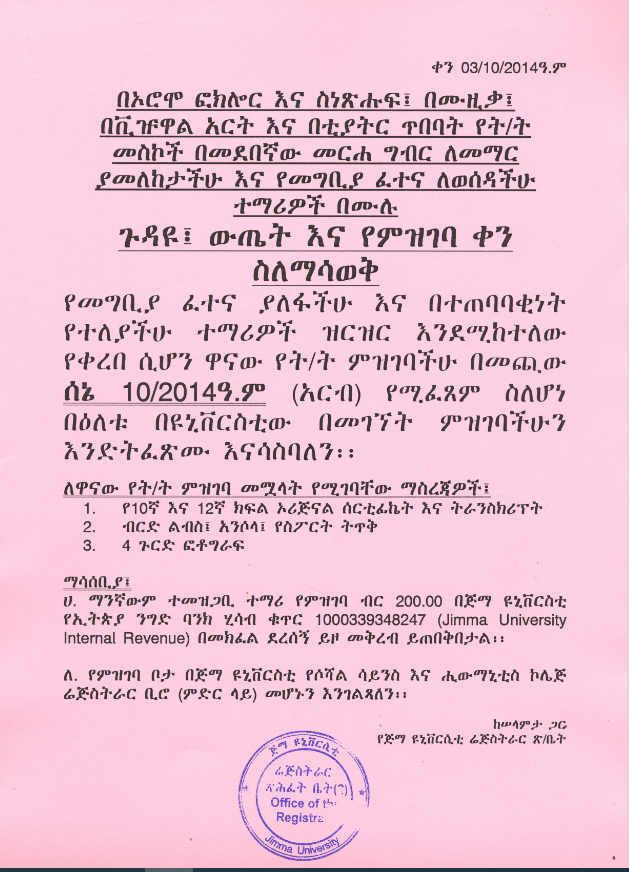 ቀን 03/10/2014ዓ.ም
በኦሮሞ ፎክሎር እና ስነጽሑፍ፤ በሙዚቃ፤
በቪዡዋል አርት እና በቲያትር ጥበባት የት/ት
መስኮች በመደበኛው መርሐ ግብር ለመማር
ያመለከታችሁ እና የመግቢያ ፈተና ለወሰዳችሁ
ተማሪዎች በሙሉ
ጉዳዩ፤ ውጤት እና የምዝገባ ቀን
ስለማሳወቅ
የመግቢያ ፈተና ያለፋችሁ እና በተጠባባቂነት
የተለያችሁ ተማሪዎች ዝርዝር እንደሚከተለው
የቀረበ ሲሆን ዋናው የት/ት ምዝገባችሁ በመጪው
ሰኔ 10/2014ዓ.ም (አርብ) የሚፈጸም ስለሆነ
በዕለቱ በዩኒቨርስቲው በመገኘት ምዝገባችሁን
እንድትፈጽሙ እናሳስባለን፡፡
ለዋናው የት/ት ምዝገባ መሟላት የሚገባቸው ማስረጃዎች፤
1. የ10ኛ እና 12ኛ ክፍል ኦሪጅናል ሰርቲፊኬት እና ትራንስክሪፕት
2. ብርድ ልብስ፤ አንሶላ፤ የስፖርት ትጥቅ
3. 4 ጉርድ ፎቶግራፍ
ማሳሰቢያ፤
ሀ. ማንኛውም ተመዝጋቢ ተማሪ የምዝገባ ብር 200.00 በጅማ ዩኒቨርስቲ
የኢትዮጵያ ንግድ ባንክ ሂሳብ ቁጥር 1000339348247 (Jimma University
Internal Revenue) በመክፈል ደረሰኝ ይዞ መቅረብ ይጠበቅበታል፡፡
ለ. የምዝገባ ቦታ በጅማ ዩኒቨርስቲ የሶሻል ሳይንስ እና ሒውማኒቲስ ኮሌጅ
ሬጅስትራር ቢሮ (ምድር ላይ) መሆኑን እንገልጻለን፡፡
ከሠላምታ ጋር
የጅማ ዩኒቨርሲቲ ሬጅስትራር ጽ/ቤት
ጅማ ዩኒቨርሲቲ
ሬጅስትራር
ጽሕፈት ቤት
Office of
Jimma University